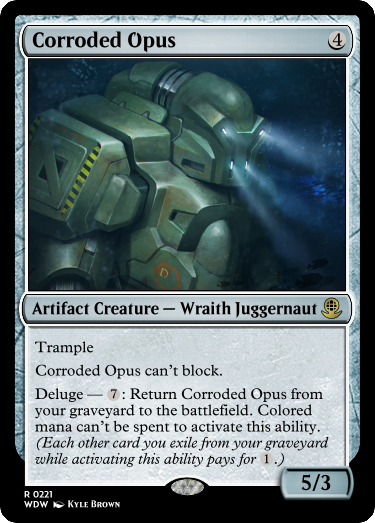 Corroded Opus 4
Artifact Creature — Wraith Juggernaut
Trample
Corroded Opus can't block.
Deluge — 7: Return Corroded Opus from
your graveyard to the battlefield. Colored
mana can't be spent to activate this ability.
(Each other card you exile from your graveyard
while activating this ability pays for 1.)
5/3
R 0221
WDW Kyle Brown